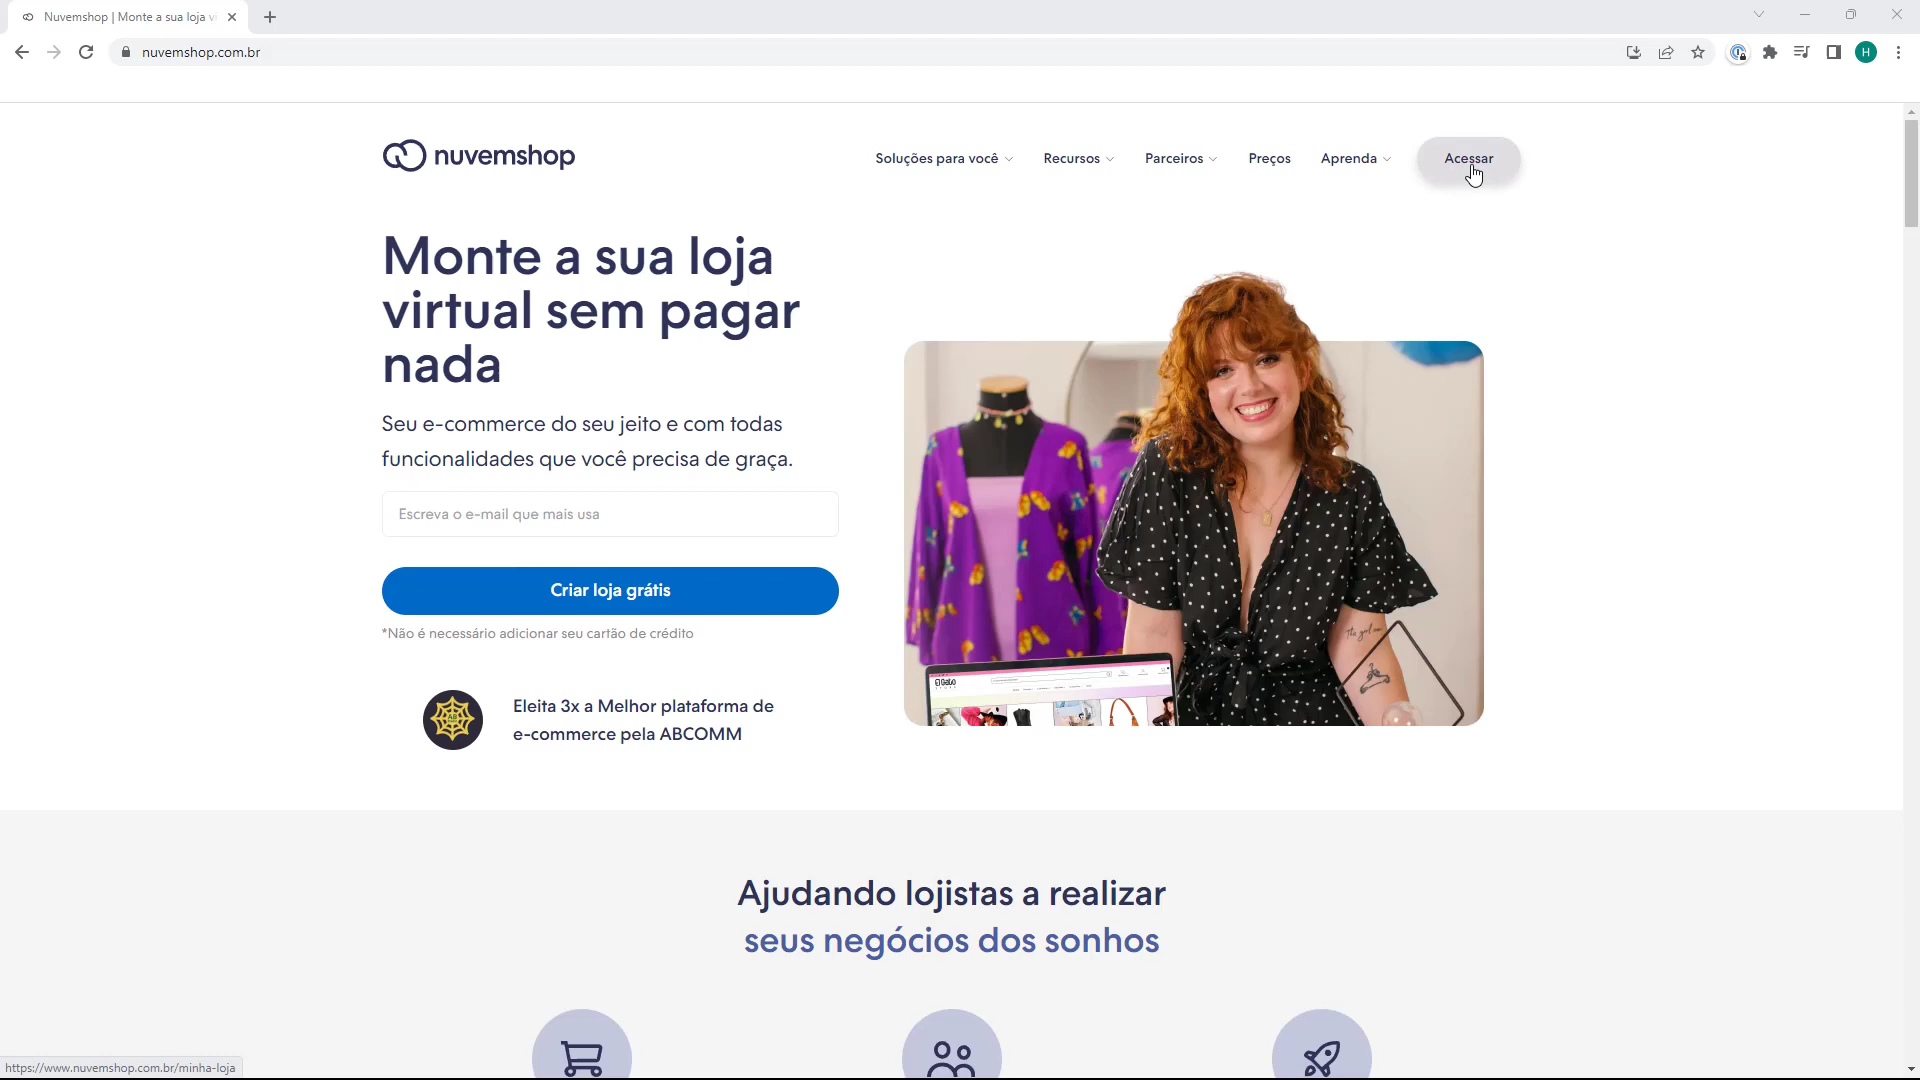 Nuvemshop | Monte a sua loja vi
nuvemshop.com.br
H
nuvemshop
Soluções para você
Recursos
Parceiros
Preços
Aprenda
Acessar
Monte a sua loja
virtual sem pagar
nada
Seu e-commerce do seu jeito e com todas
funcionalidades que você precisa de graça.
Escreva o e-mail que mais usa
Criar loja grátis
*Não é necessário adicionar seu cartão de crédito
AB
Eleita 3x a Melhor plataforma de
e-commerce pela ABCOMM
Ajudando lojistas a realizar
seus negócios dos sonhos
https://www.nuvemshop.com.br/minha-loja